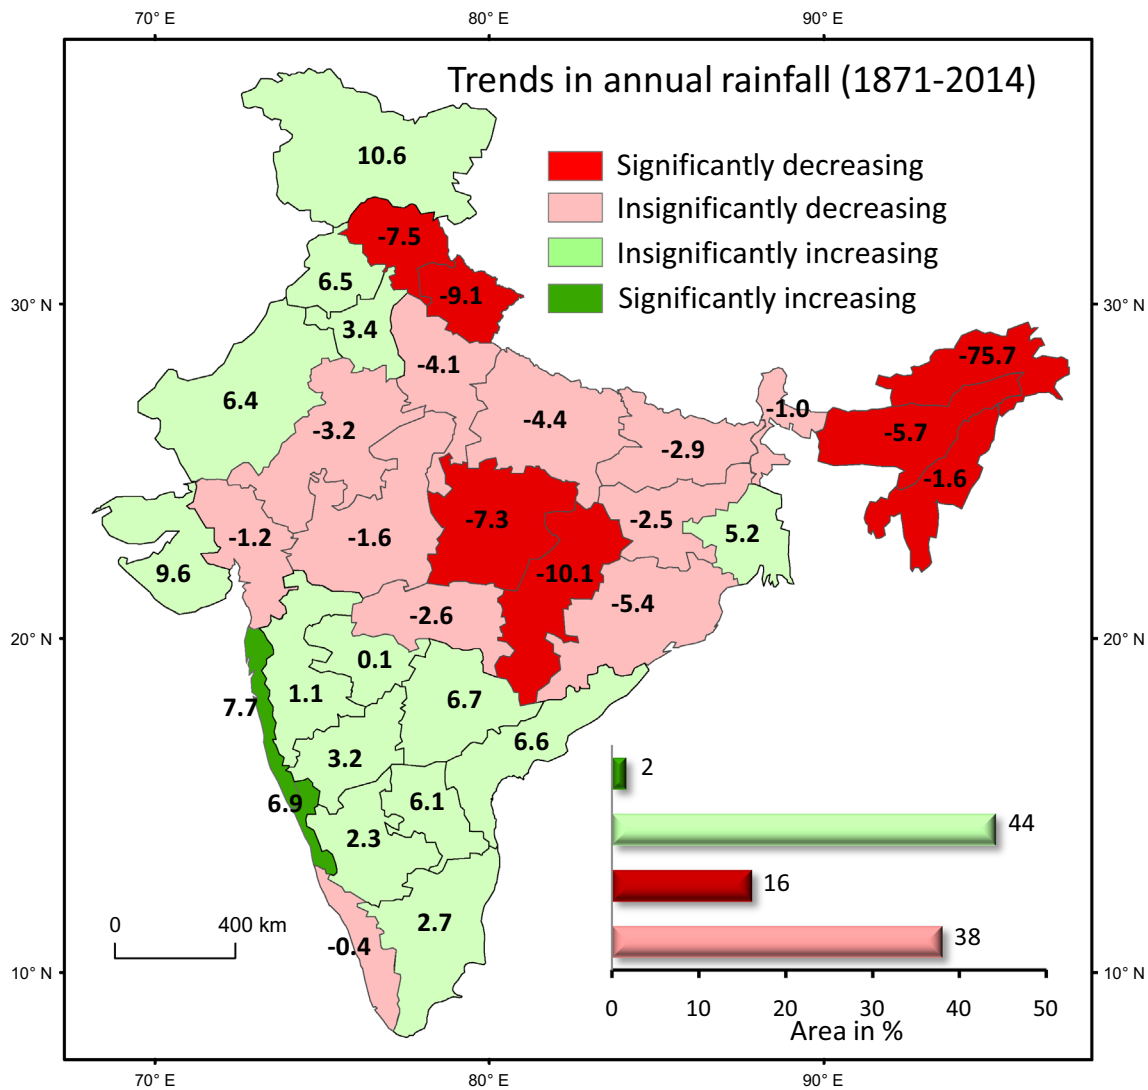 70° E 80° E 90° E
Trends in annual rainfall (1871-2014)
10.6
Significantly decreasing
Insignificantly decreasing
-7.5
Insignificantly increasing
6.5
-9.1
Significantly increasing
30° N
30° N
3.4
-75.7
-4.1
6.4
-1.0
-3.2
-4.4
-5.7
-2.9
-1.6
-7.3
-2.5
-1.2
-1.6
5.2
9.6
-10.1
-5.4
-2.6
20° N
20° N
0.1
1.1
6.7
7.7
6.6
3.2
2
6.9
6.1
44
2.3
16
2.7
0 400 km
38
-0.4
10° N
10° N
0 10 20 30 40 50
Area in %
70° E 80° E 90° E